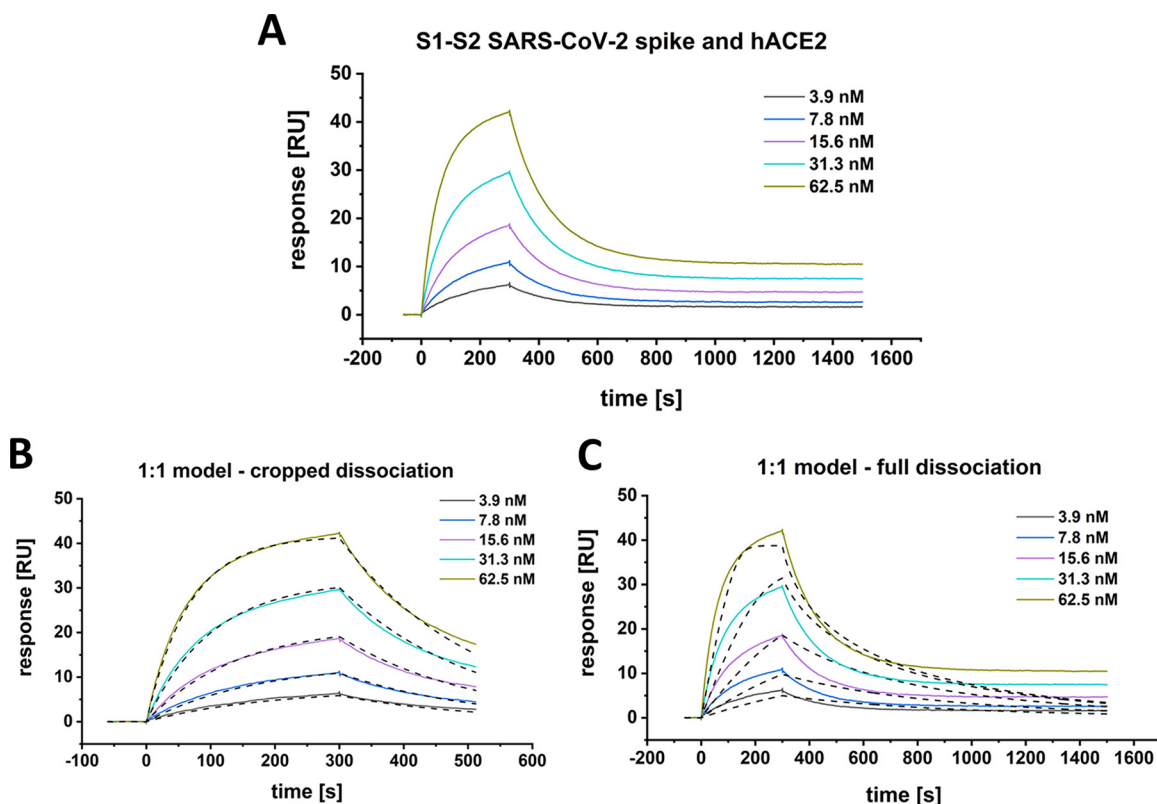 A
S1-S2 SARS-CoV-2 spike and hACE2
50
40
30
20
10
0
response [RU]
3.9 nM
7.8 nM
15.6 nM
31.3 nM
62.5 nM
-200 0 200 400 600 800 1000 1200 1400 1600
time [s]
B
1:1 model - cropped dissociation
50
40
30
20
10
0
response [RU]
3.9 nM
7.8 nM
15.6 nM
31.3 nM
62.5 nM
-100 0 100 200 300 400 500 600
time [s]
C
1:1 model - full dissociation
50
40
30
20
10
0
response [RU]
3.9 nM
7.8 nM
15.6 nM
31.3 nM
62.5 nM
-200 0 200 400 600 800 1000 1200 1400 1600
time [s]